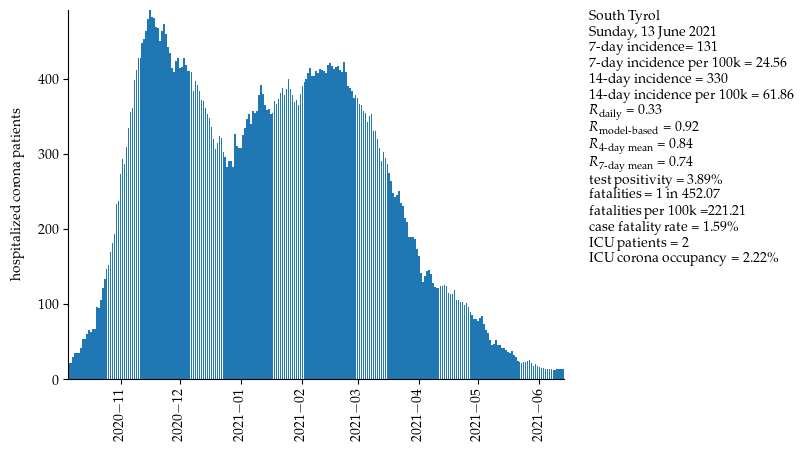 South Tyrol
Sunday, 13 June 2021
7-day incidence= 131
7-day incidence per 100k = 24.56
14-day incidence = 330
14-day incidence per 100k = 61.86
R daily = 0.33
R model-based = 0.92
R 4-day mean = 0.84
R 7-day mean = 0.74
test positivity = 3.89%
fatalities = 1 in 452.07
fatalities per 100k =221.21
case fatality rate = 1.59%
ICU patients = 2
ICU corona occupancy = 2.22%
hospitalized corona patients
400
300
200
100
0
2020−11
2020−12
2021−01
2021−02
2021−03
2021−04
2021−05
2021−06